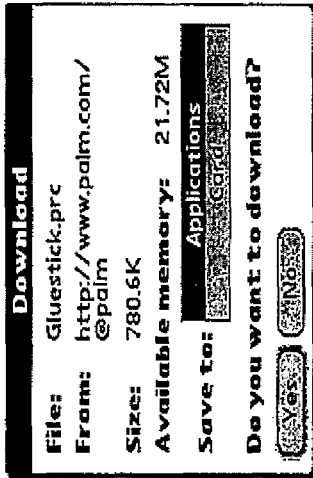 Download
File: Gluestick.prc
From: http://www.palm.com/
@palm
Size: 780.6K
Available memory: 21.72M
Save to: Applications
Card
Do you want to download?
Yes No